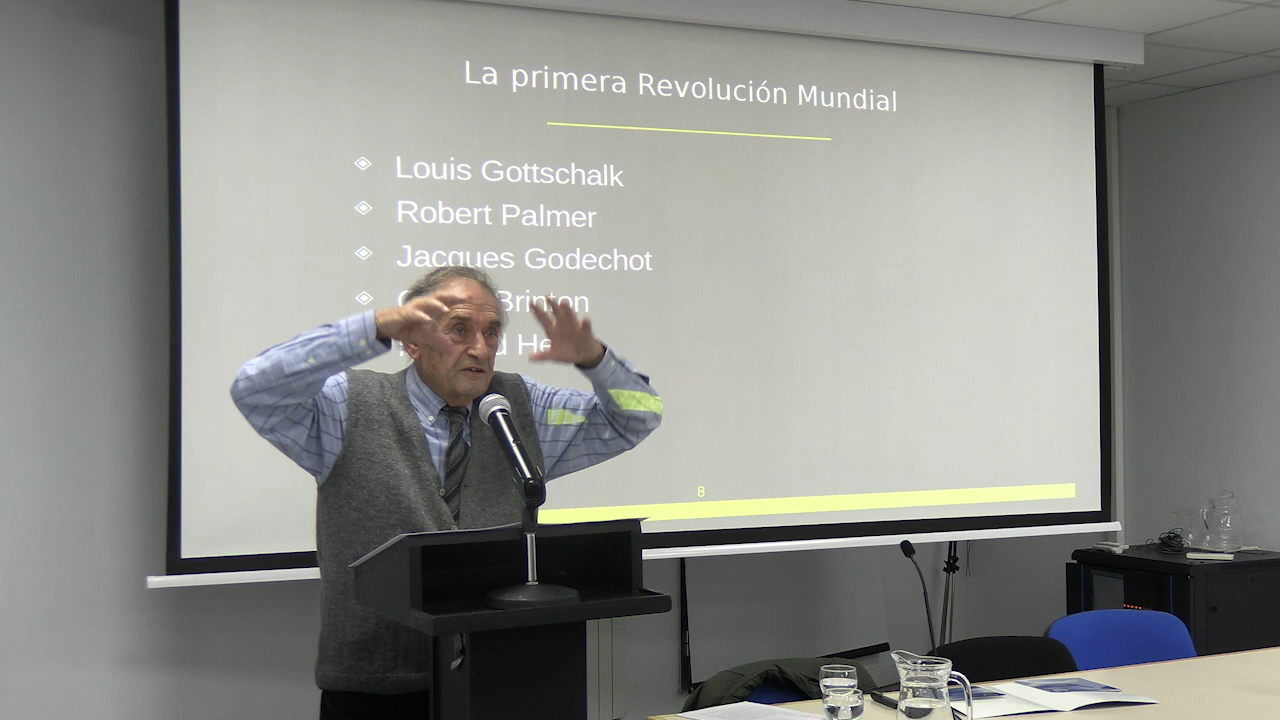 La primera Revolución Mundial
Louis Gottschalk
Robert Palmer
Jacques Godechot
Brinton
8